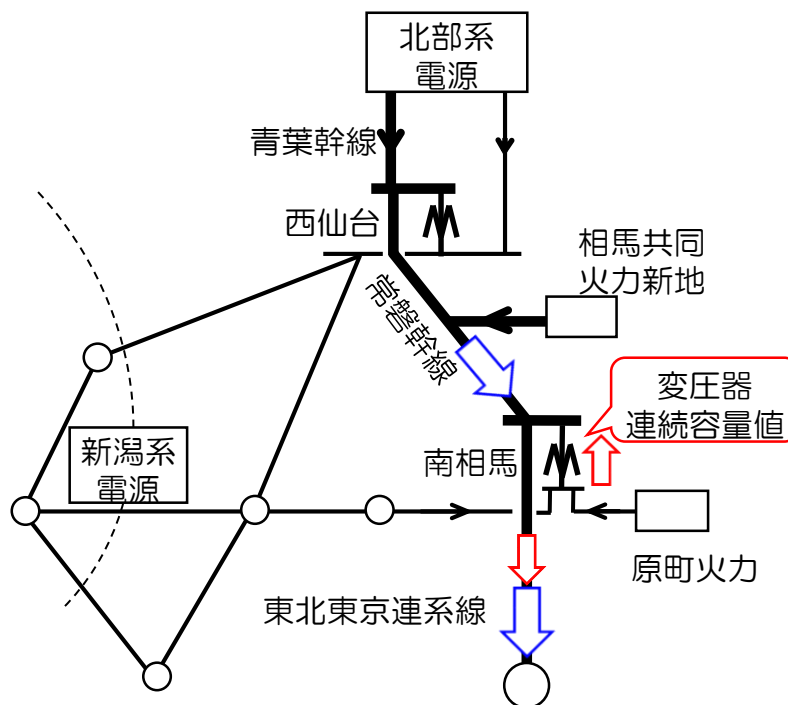 北部系
電源
青葉幹線
西仙台
相馬共同
火力新地
常磐幹線
変圧器
連続容量値
新潟系
電源
南相馬
原町火力
東北東京連系線